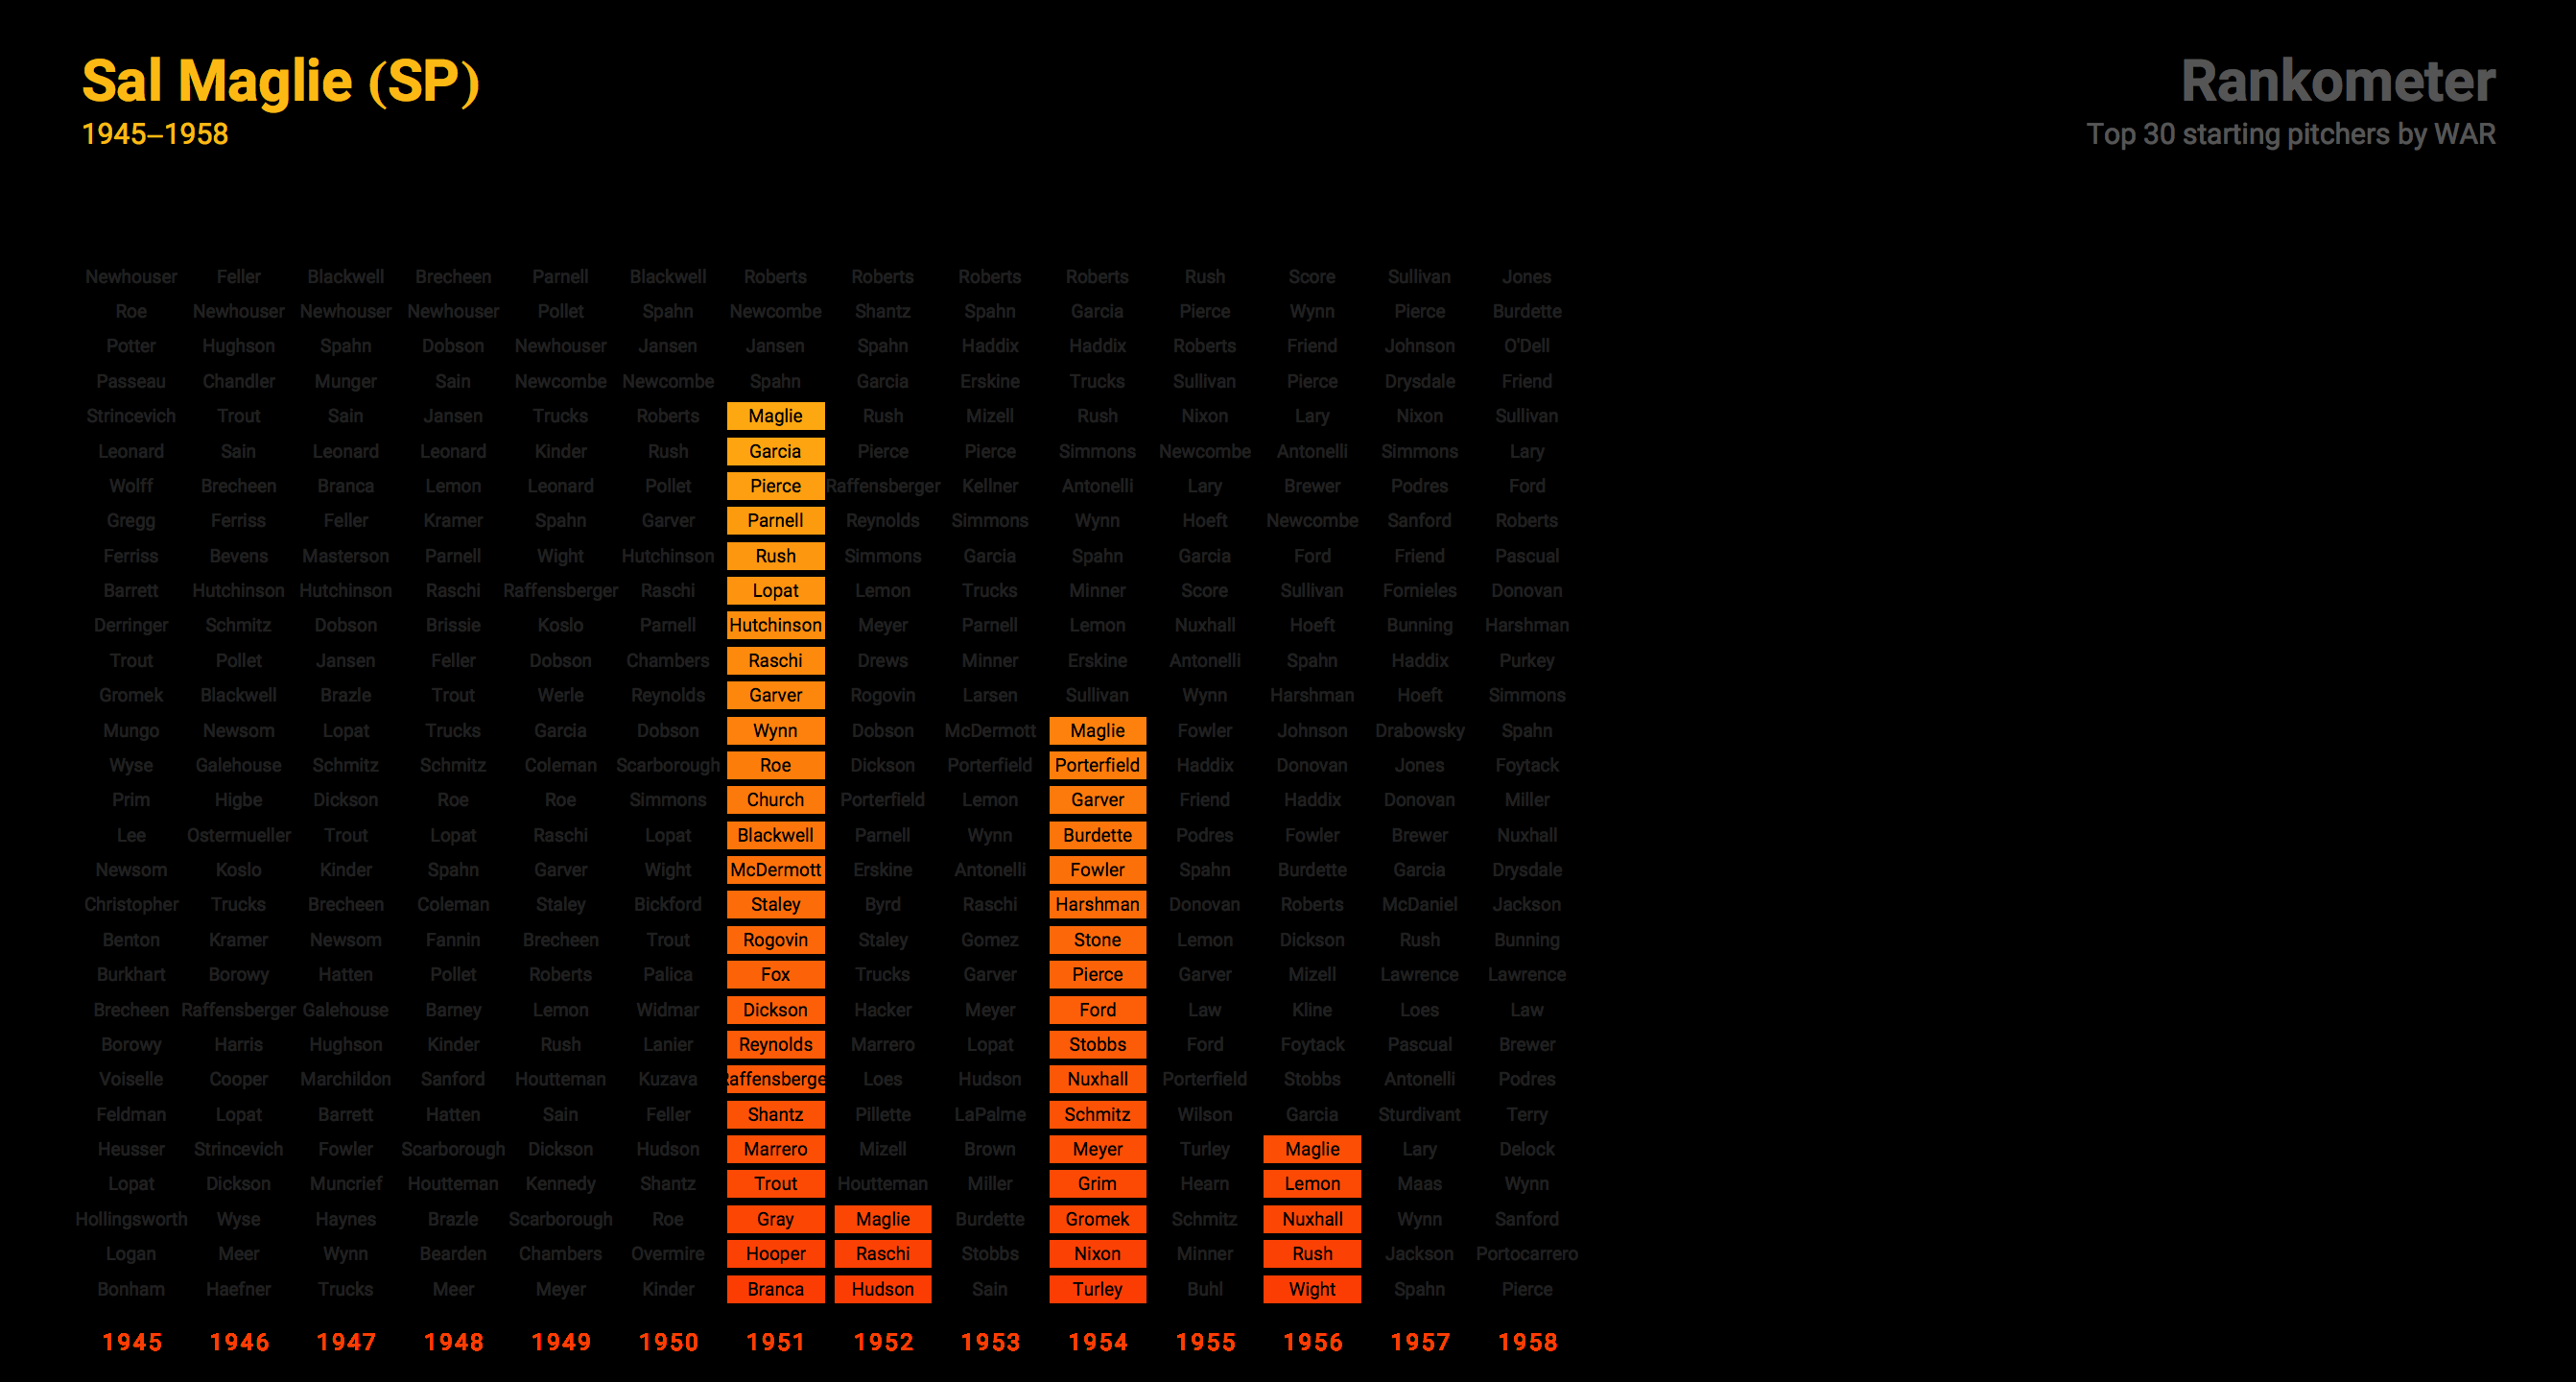 Sal Maglie (SP)
1945–1958
Rankometer
Top 30 starting pitchers by WAR
Newhouser Feller Blackwell Brecheen Parnell Blackwell Roberts Roberts Roberts Roberts Rush Score Sullivan Jones
Roe Newhouser Newhouser Newhouser Pollet Spahn Newcombe Shantz Spahn Garcia Pierce Wynn Pierce Burdette
Potter Hughson Spahn Dobson Newhouser Jansen Jansen Spahn Haddix Haddix Roberts Friend Johnson O'Dell
Passeau Chandler Munger Sain Newcombe Newcombe Spahn Garcia Erskine Trucks Sullivan Pierce Drysdale Friend
Strincevich Trout Sain Jansen Trucks Roberts Maglie Rush Mizell Rush Nixon Lary Nixon Sullivan
Leonard Sain Leonard Leonard Kinder Rush Garcia Pierce Pierce Simmons Newcombe Antonelli Simmons Lary
Wolff Brecheen Branca Lemon Leonard Pollet Pierce Raffensberger Kellner Antonelli Lary Brewer Podres Ford
Gregg Ferriss Feller Kramer Spahn Garver Parnell Reynolds Simmons Wynn Hoeft Newcombe Sanford Roberts
Ferriss Bevens Masterson Parnell Wight Hutchinson Rush Simmons Garcia Spahn Garcia Ford Friend Pascual
Barrett Hutchinson Hutchinson Raschi Raffensberger Raschi Lopat Lemon Trucks Minner Score Sullivan Fornieles Donovan
Derringer Schmitz Dobson Brissie Koslo Parnell Hutchinson Meyer Parnell Lemon Nuxhall Hoeft Bunning Harshman
Trout Pollet Jansen Feller Dobson Chambers Raschi Drews Minner Erskine Antonelli Spahn Haddix Purkey
Gromek Blackwell Brazle Trout Werle Reynolds Garver Rogovin Larsen Sullivan Wynn Harshman Hoeft Simmons
Mungo Newsom Lopat Trucks Garcia Dobson Wynn Dobson McDermott Maglie Fowler Johnson Drabowsky Spahn
Wyse Galehouse Schmitz Schmitz Coleman Scarborough Roe Dickson Porterfield Porterfield Haddix Donovan Jones Foytack
Prim Higbe Dickson Roe Roe Simmons Church Porterfield Lemon Garver Friend Haddix Donovan Miller
Lee Ostermueller Trout Lopat Raschi Lopat Blackwell Parnell Wynn Burdette Podres Fowler Brewer Nuxhall
Newsom Koslo Kinder Spahn Garver Wight McDermott Erskine Antonelli Fowler Spahn Burdette Garcia Drysdale
Christopher Trucks Brecheen Coleman Staley Bickford Staley Byrd Raschi Harshman Donovan Roberts McDaniel Jackson
Benton Kramer Newsom Fannin Brecheen Trout Rogovin Staley Gomez Stone Lemon Dickson Rush Bunning
Burkhart Borowy Hatten Pollet Roberts Palica Fox Trucks Garver Pierce Garver Mizell Lawrence Lawrence
Brecheen Raffensberger Galehouse Barney Lemon Widmar Dickson Hacker Meyer Ford Law Kline Loes Law
Borowy Harris Hughson Kinder Rush Lanier Reynolds Marrero Lopat Stobbs Ford Foytack Pascual Brewer
Voiselle Cooper Marchildon Sanford Houtteman Kuzava affensberge Loes Hudson Nuxhall Porterfield Stobbs Antonelli Podres
Feldman Lopat Barrett Hatten Sain Feller Shantz Pillette LaPalme Schmitz Wilson Garcia Sturdivant Terry
Heusser Strincevich Fowler Scarborough Dickson Hudson Marrero Mizell Brown Meyer Turley Maglie Lary Delock
Lopat Dickson Muncrief Houtteman Kennedy Shantz Trout Houtteman Miller Grim Hearn Lemon Maas Wynn
Hollingsworth Wyse Haynes Brazle Scarborough Roe Gray Maglie Burdette Gromek Schmitz Nuxhall Wynn Sanford
Logan Meer Wynn Bearden Chambers Overmire Hooper Raschi Stobbs Nixon Minner Rush Jackson Portocarrero
Bonham Haefner Trucks Meer Meyer Kinder Branca Hudson Sain Turley Buhl Wight Spahn Pierce
1945 1946 1947 1948 1949 1950 1951 1952 1953 1954 1955 1956 1957 1958